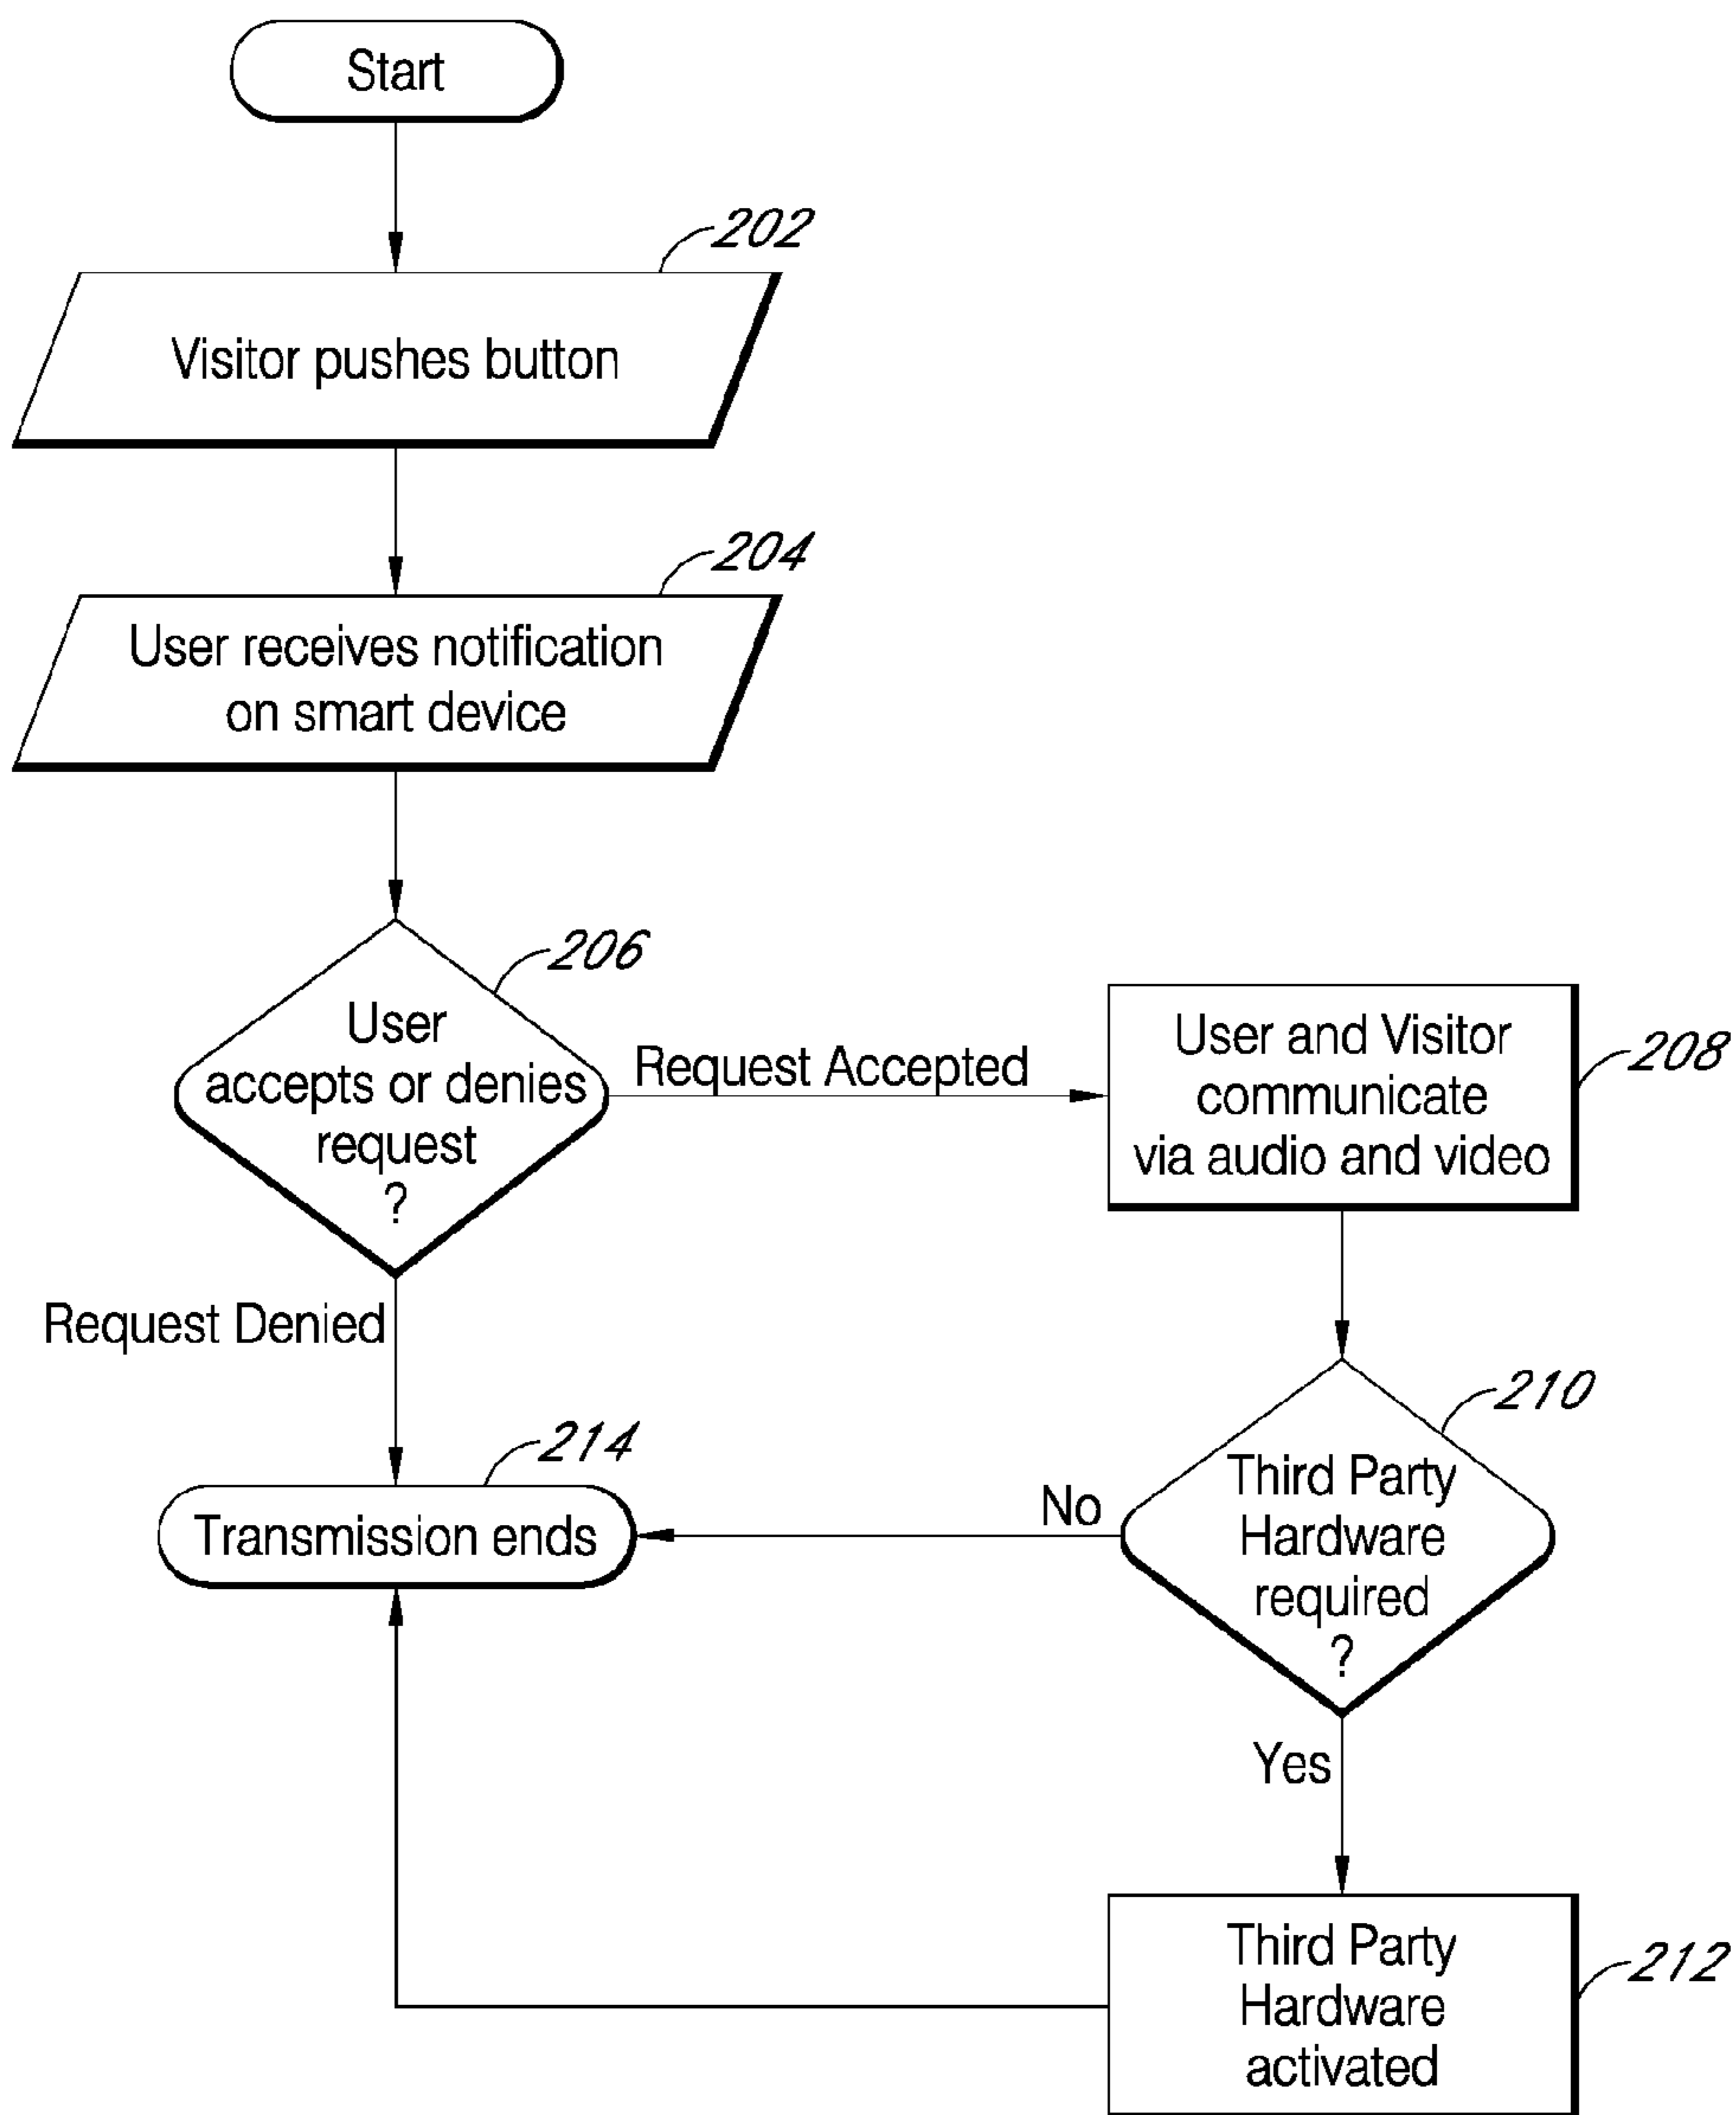 Start
202
Visitor pushes button
204
User receives notification
on smart device
206
User
accepts or denies
request
?
Request Accepted
User and Visitor
communicate
via audio and video
208
Request Denied
214
Transmission ends
No
210
Third Party
Hardware
required
?
Yes
Third Party
Hardware
activated
212